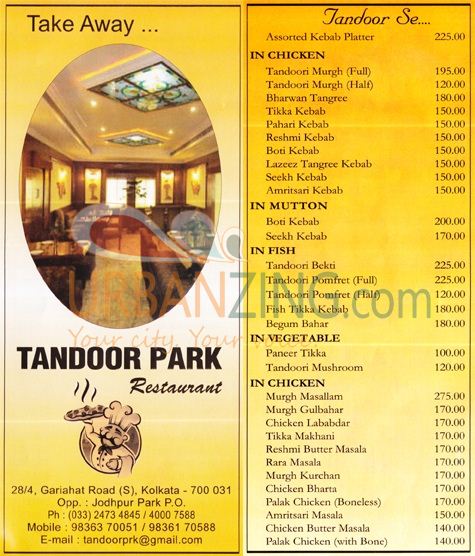 Take Away ...
URBANZING.com
Your city. Your voice.
TANDOOR PARK
Restaurant
28/4, Gariahat Road (S), Kolkata - 700 031
Opp. : Jodhpur Park P.O.
Ph : (033) 2473 4845 / 4000 7588
Mobile : 98363 70051 / 98361 70588
E-mail : tandoorprk@gmail.com
Tandoor Se....
Assorted Kebab Platter 225.00
IN CHICKEN
Tandoori Murgh (Full) 195.00
Tandoori Murgh (Half) 120.00
Bharwan Tangree 180.00
Tikka Kebab 150.00
Pahari Kebab 150.00
Reshmi Kebab 150.00
Boti Kebab 150.00
Lazeez Tangree Kebab 150.00
Seekh Kebab 150.00
Amritsari Kebab 150.00
IN MUTTON
Boti Kebab 200.00
Seekh Kebab 170.00
IN FISH
Tandoori Bekti 225.00
Tandoori Pomfret (Full) 225.00
Tandoori Pomfret (Half) 120.00
Fish Tikka Kebab 180.00
Begum Bahar 180.00
IN VEGETABLE
Paneer Tikka 100.00
Tandoori Mushroom 120.00
IN CHICKEN
Murgh Masallam 275.00
Murgh Gulbahar 170.00
Chicken Lababdar 170.00
Tikka Makhani 170.00
Reshmi Butter Masala 170.00
Rara Masala 170.00
Murgh Kurchan 170.00
Chicken Bharta 170.00
Palak Chicken (Boneless) 170.00
Amritsari Masala 150.00
Chicken Butter Masala 140.00
Palak Chicken (with Bone) 140.00